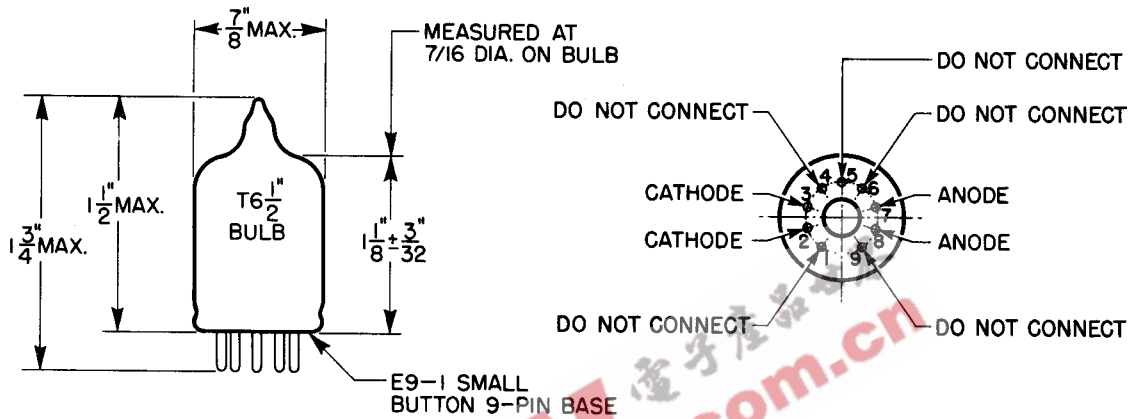 7/8" MAX.
MEASURED AT
7/16 DIA. ON BULB
1 3/4" MAX.
1 1/2" MAX.
T6 1/2"
BULB
1 1/8" ± 3/32"
E9-1 SMALL
BUTTON 9-PIN BASE
DO NOT CONNECT
DO NOT CONNECT
DO NOT CONNECT
CATHODE
CATHODE
ANODE
ANODE
DO NOT CONNECT
DO NOT CONNECT
4 5 6
3 7
2 8
1 9
om.cn